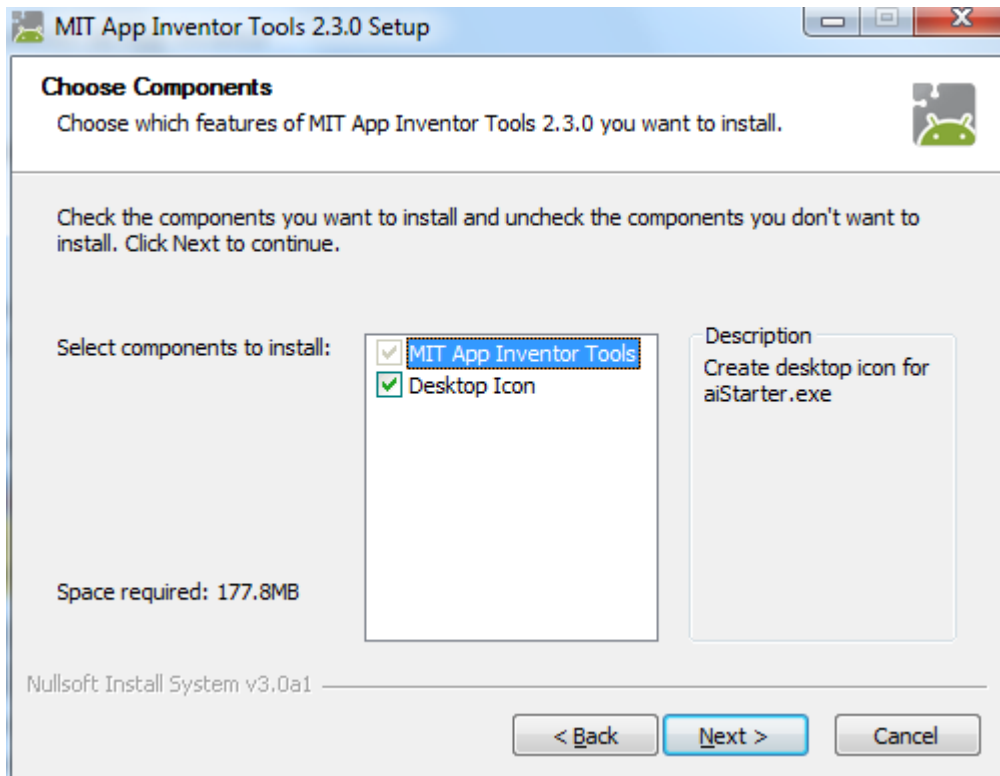 MIT App Inventor Tools 2.3.0 Setup
Choose Components
Choose which features of MIT App Inventor Tools 2.3.0 you want to install.
Check the components you want to install and uncheck the components you don't want to
install. Click Next to continue.
Select components to install:
MIT App Inventor Tools
Desktop Icon
Description
Create desktop icon for
aiStarter.exe
Space required: 177.8MB
Nullsoft Install System v3.0a1
< Back
Next >
Cancel